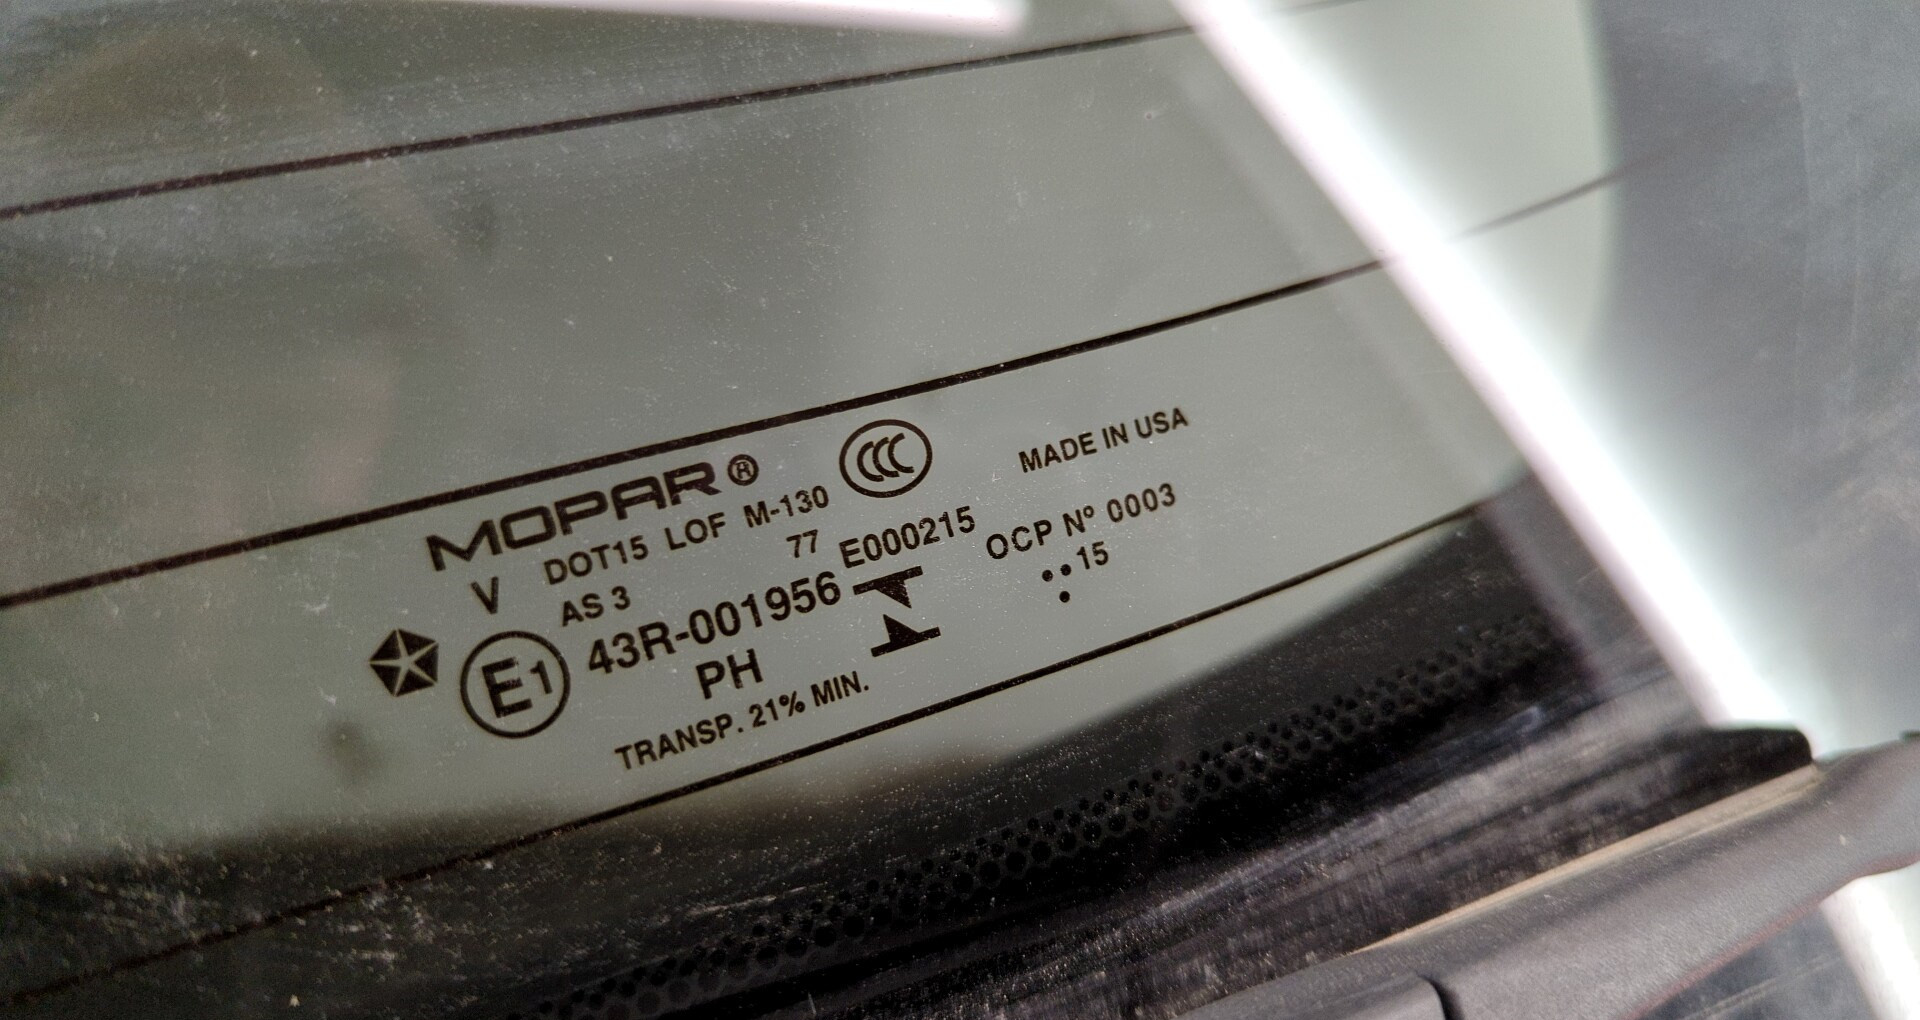 MOPAR®
CCC
MADE IN USA
V DOT15 LOF M-130
AS 3 77 E000215 OCP Nº 0003
E1 43R-001956 15
PH
TRANSP. 21% MIN.